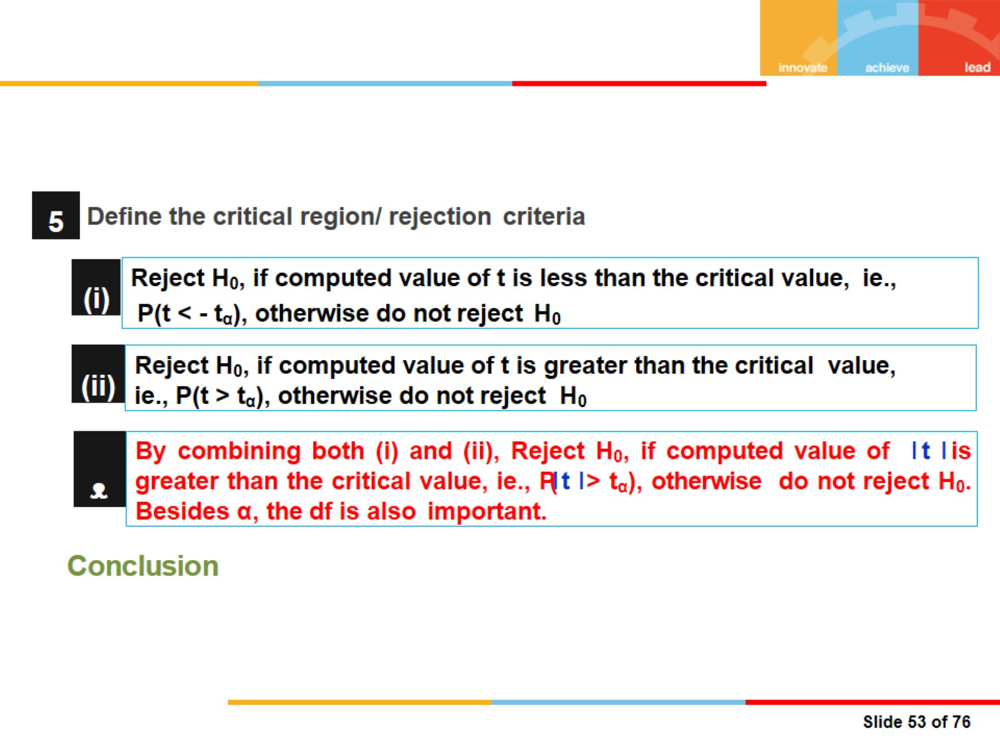 innovate achieve lead
5 Define the critical region/ rejection criteria
(i) Reject H₀, if computed value of t is less than the critical value, ie.,
P(t < - tα), otherwise do not reject H₀
(ii) Reject H₀, if computed value of t is greater than the critical value,
ie., P(t > tα), otherwise do not reject H₀
By combining both (i) and (ii), Reject H₀, if computed value of |t| is
greater than the critical value, ie., P(|t|> tα), otherwise do not reject H₀.
Besides α, the df is also important.
Conclusion
Slide 53 of 76